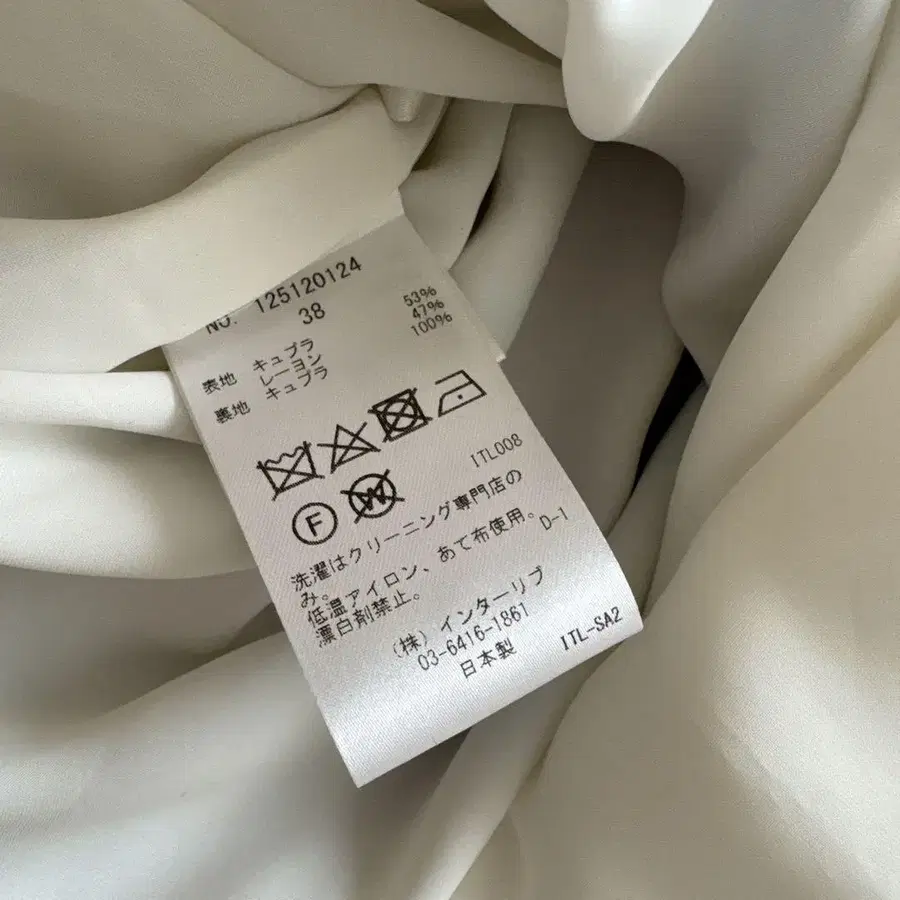 NO. 125120124
38
表地 キュプラ 53%
レーヨン 47%
裏地 キュプラ 100%
ITL008
F W
洗濯はクリーニング専門店の
み。
低温アイロン、あて布使用。
漂白剤禁止。 D-1
(株) インターリブ
03-6416-1861
日本製 ITL-SA2